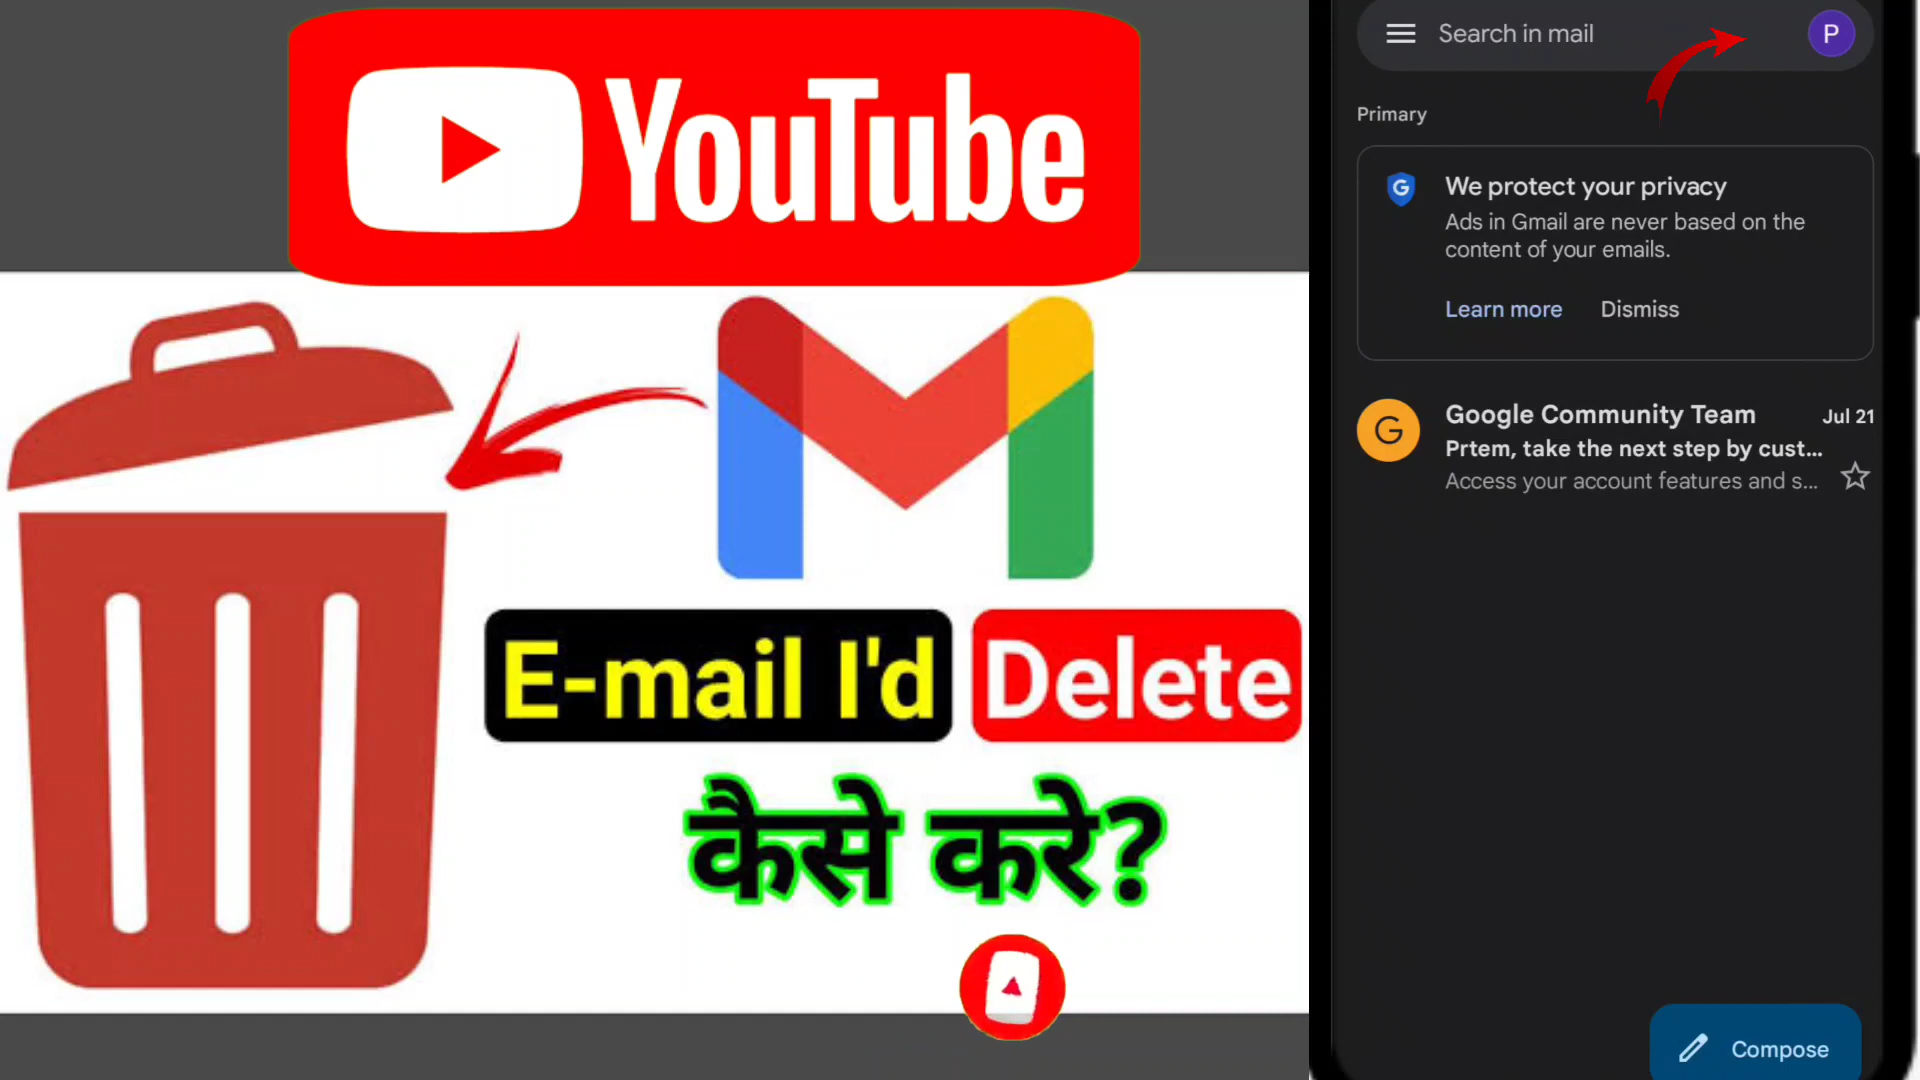 YouTube
E-mail I'd Delete
कैसे करे?
Search in mail
P
Primary
G
We protect your privacy
Ads in Gmail are never based on the
content of your emails.
Learn more Dismiss
G
Google Community Team Jul 21
Prtem, take the next step by cust...
Access your account features and s...
Compose